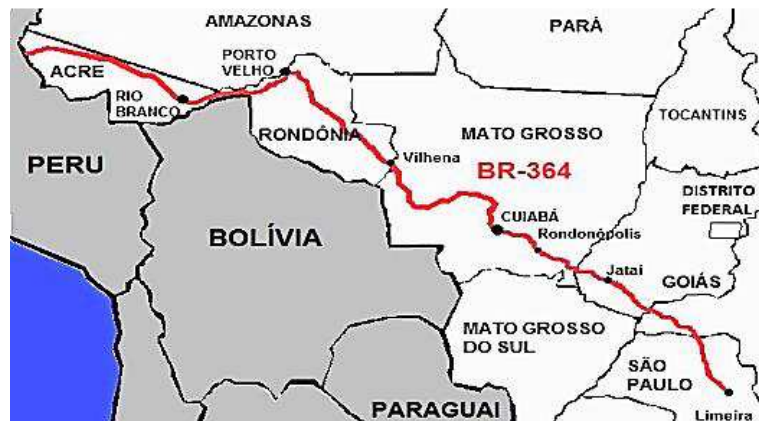 AMAZONAS
PARÁ
PORTO
VELHO
ACRE
RIO
BRANCO
TOCANTINS
RONDÔNIA
MATO GROSSO
Vilhena
PERU
BR-364
DISTRITO
FEDERAL
CUIABÁ
Rondonópolis
BOLÍVIA
Jataí
GOIÁS
MATO GROSSO
DO SUL
SÃO
PAULO
PARAGUAI
Limeira